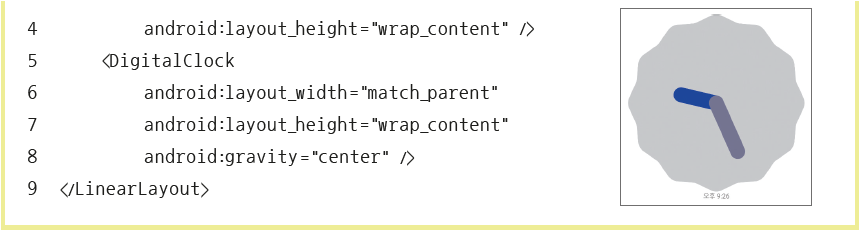 4 android:layout_height="wrap_content" />
5 <DigitalClock
6 android:layout_width="match_parent"
7 android:layout_height="wrap_content"
8 android:gravity="center" />
9 </LinearLayout>
오후 9:26